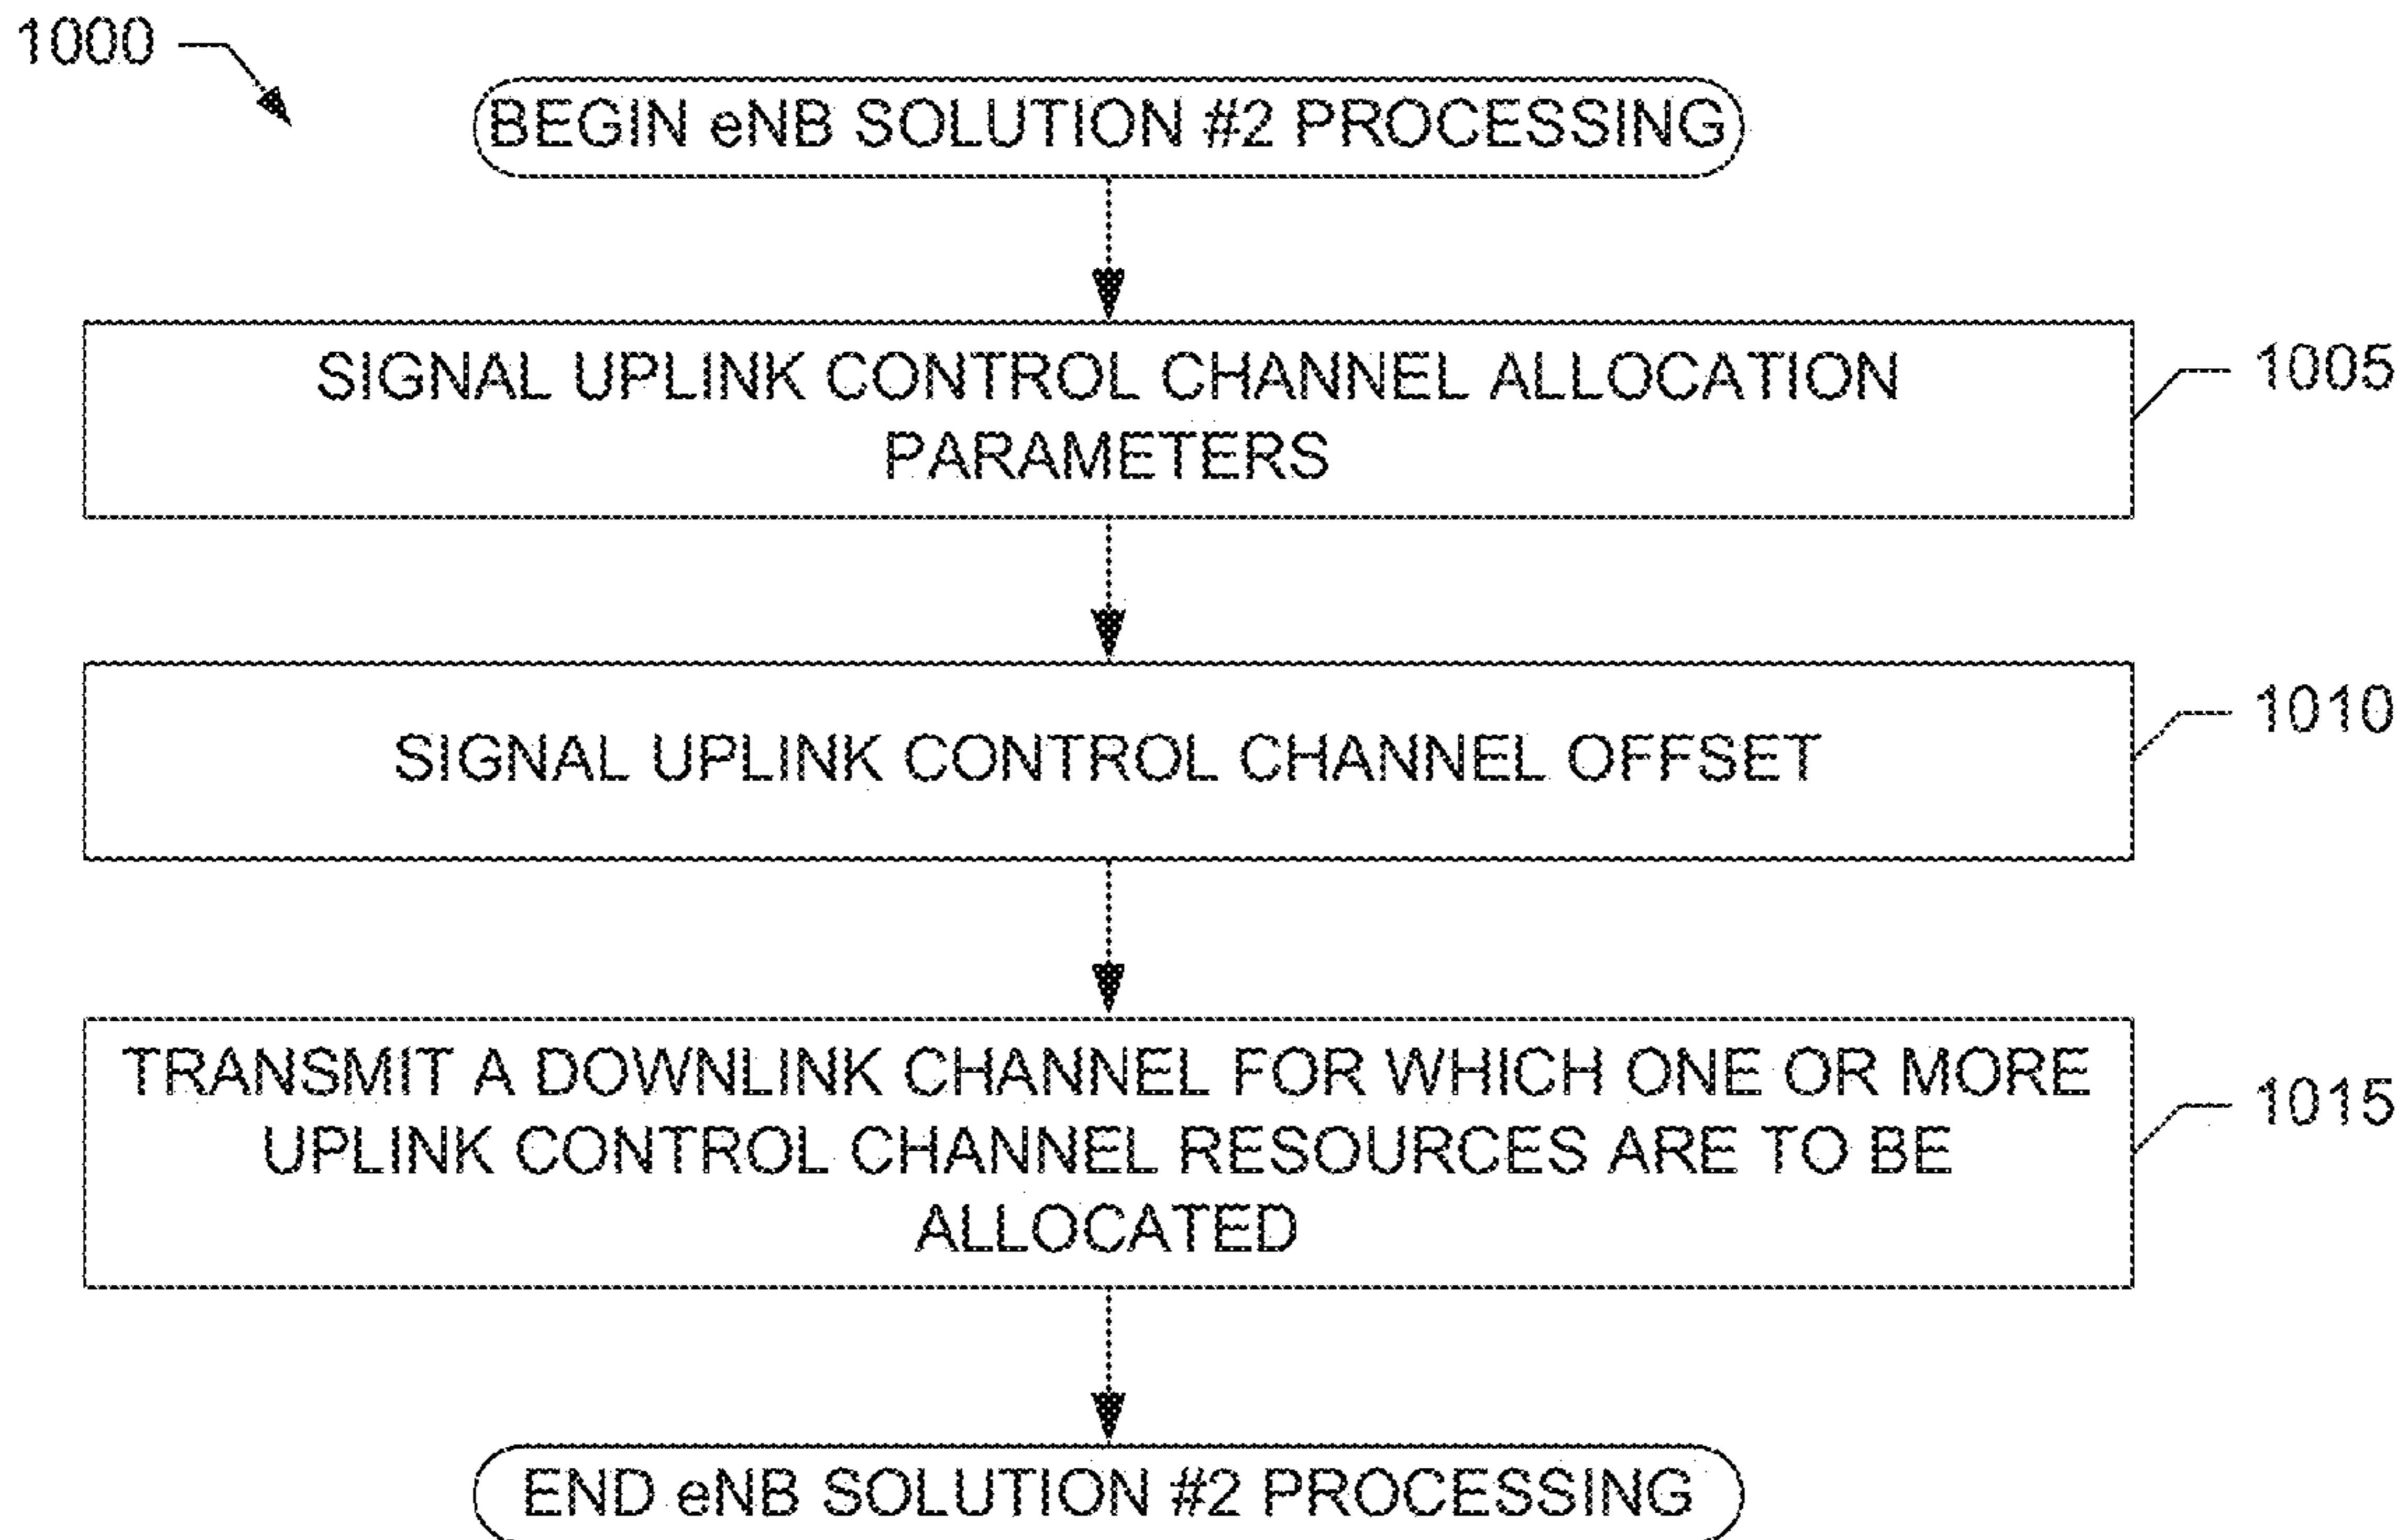 1000
BEGIN eNB SOLUTION #2 PROCESSING
SIGNAL UPLINK CONTROL CHANNEL ALLOCATION
PARAMETERS
1005
SIGNAL UPLINK CONTROL CHANNEL OFFSET
1010
TRANSMIT A DOWNLINK CHANNEL FOR WHICH ONE OR MORE
UPLINK CONTROL CHANNEL RESOURCES ARE TO BE
ALLOCATED
1015
END eNB SOLUTION #2 PROCESSING